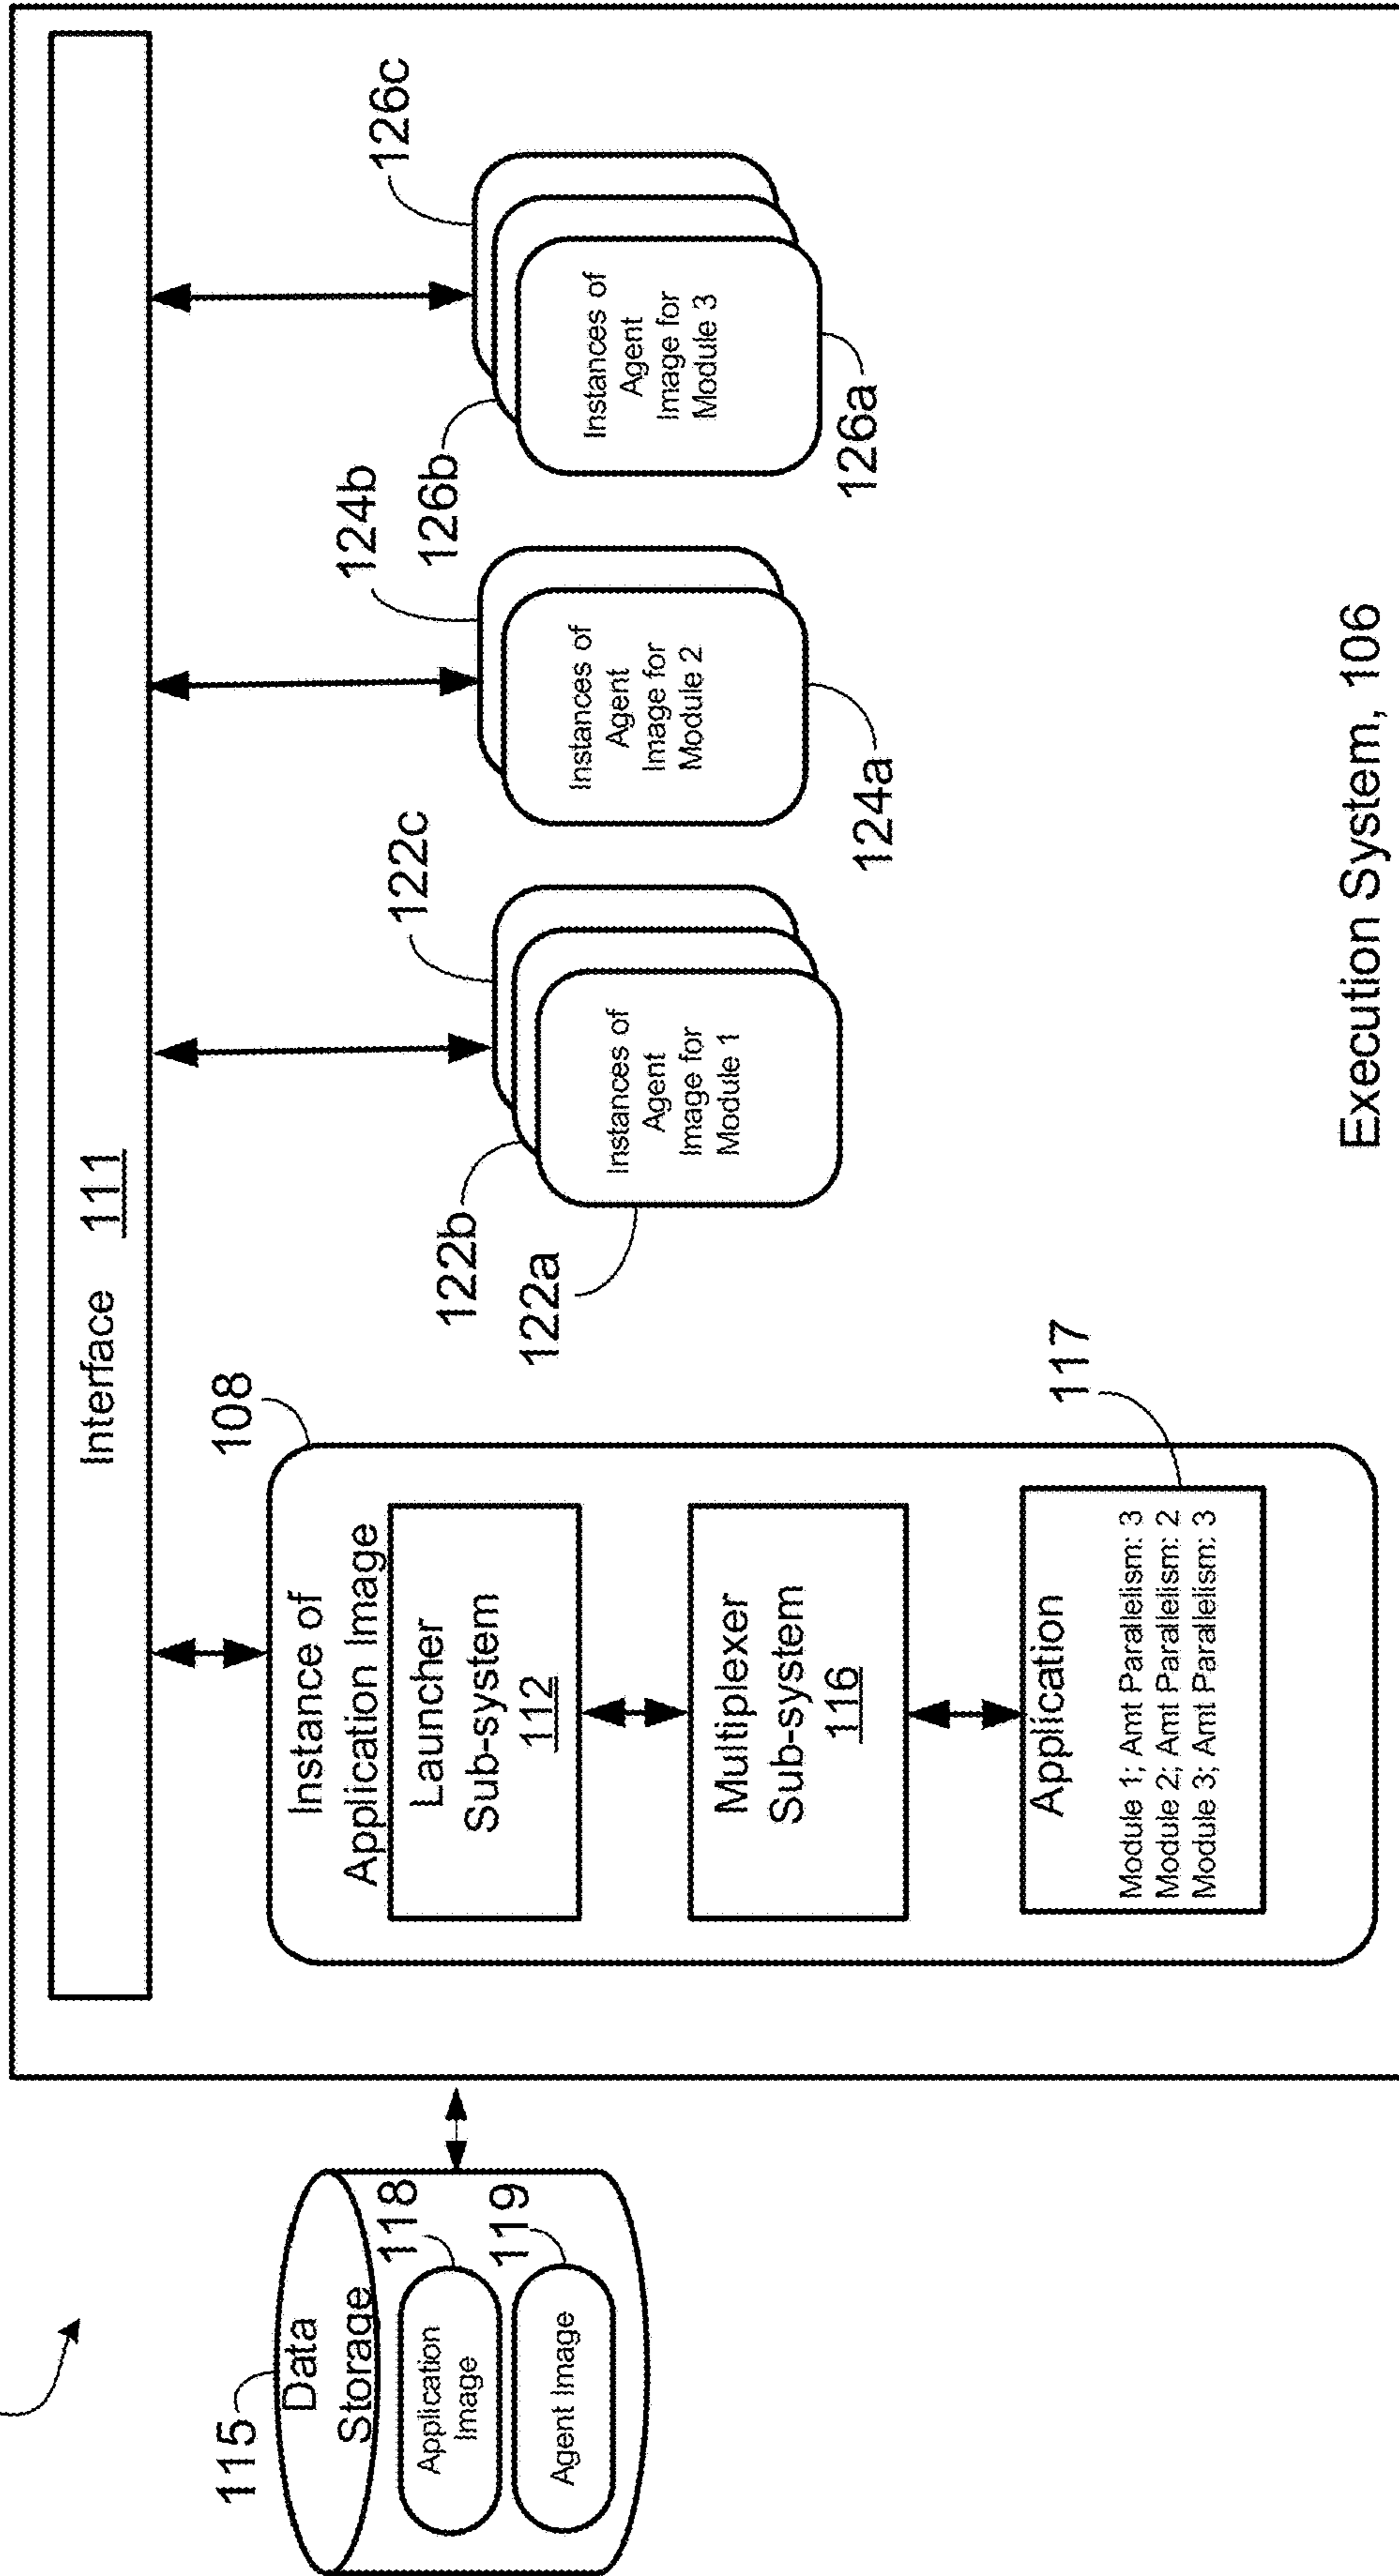 Interface 111
115
Data
Storage
118
Application
Image
119
Agent Image
108
Instance of
Application Image
Launcher
Sub-system
112
Multiplexer
Sub-system
116
117
Application
Module 1; Amt Parallelism: 3
Module 2; Amt Parallelism: 2
Module 3; Amt Parallelism: 3
122c
122b
122a
Instances of
Agent
Image for
Module 1
124b
124a
Instances of
Agent
Image for
Module 2
126c
126b
126a
Instances of
Agent
Image for
Module 3
Execution System, 106